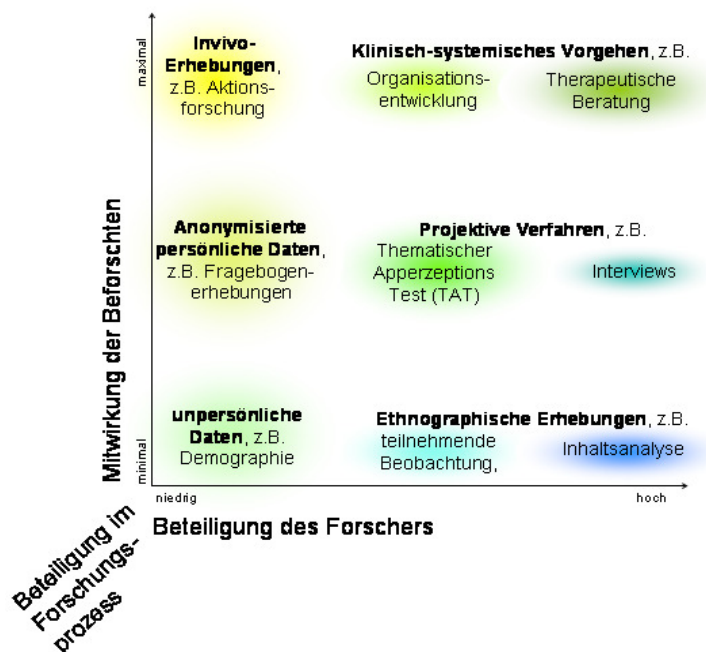 maximal
Invivo-
Erhebungen,
z.B. Aktions-
forschung
Klinisch-systemisches Vorgehen, z.B.
Organisations-
entwicklung
Therapeutische
Beratung
Mitwirkung der Beforschten
Anonymisierte
persönliche Daten,
z.B. Fragebogen-
erhebungen
Projektive Verfahren, z.B.
Thematischer
Apperzeptions
Test (TAT)
Interviews
minimal
unpersönliche
Daten, z.B.
Demographie
Ethnographische Erhebungen, z.B.
teilnehmende
Beobachtung,
Inhaltsanalyse
niedrig
hoch
Beteiligung des Forschers
Beteiligung im
Forschungs-
prozess